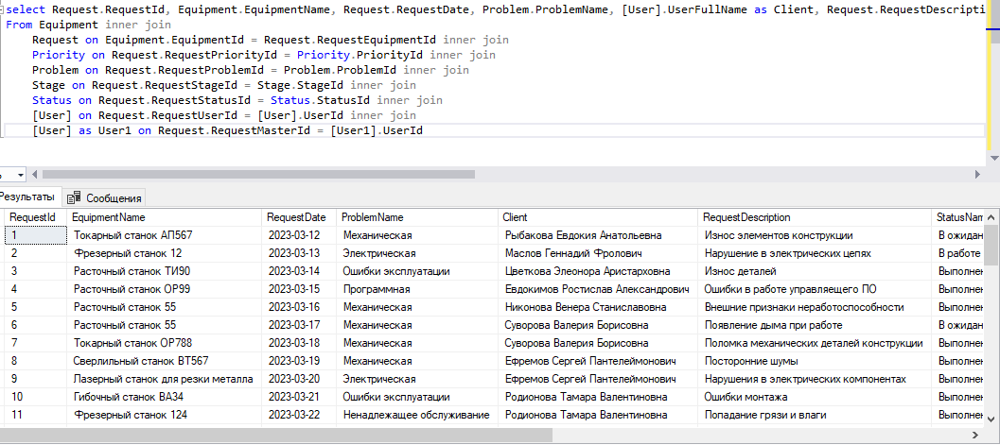 select Request.RequestId, Equipment.EquipmentName, Request.RequestDate, Problem.ProblemName, [User].UserFullName as Client, Request.RequestDescripti
From Equipment inner join
Request on Equipment.EquipmentId = Request.RequestEquipmentId inner join
Priority on Request.RequestPriorityId = Priority.PriorityId inner join
Problem on Request.RequestProblemId = Problem.ProblemId inner join
Stage on Request.RequestStageId = Stage.StageId inner join
Status on Request.RequestStatusId = Status.StatusId inner join
[User] on Request.RequestUserId = [User].UserId inner join
[User] as User1 on Request.RequestMasterId = [User1].UserId
Результаты Сообщения
RequestId EquipmentName RequestDate ProblemName Client RequestDescription StatusNam
1 Токарный станок АП567 2023-03-12 Механическая Рыбакова Евдокия Анатольевна Износ элементов конструкции В ожидан
2 Фрезерный станок 12 2023-03-13 Электрическая Маслов Геннадий Фролович Нарушение в электрических цепях В работе
3 Расточный станок ТИ90 2023-03-14 Ошибки эксплуатации Цветкова Элеонора Аристарховна Износ деталей Выполнен
4 Расточный станок ОР99 2023-03-15 Программная Евдокимов Ростислав Александрович Ошибки в работе управляещего ПО Выполнен
5 Расточный станок 55 2023-03-16 Механическая Никонова Венера Станиславовна Внешние признаки неработоспособности Выполнен
6 Расточный станок 55 2023-03-17 Механическая Суворова Валерия Борисовна Появление дыма при работе В ожидан
7 Токарный станок ОР788 2023-03-18 Механическая Суворова Валерия Борисовна Поломка механических деталей конструкции Выполнен
8 Сверлильный станок ВТ567 2023-03-19 Механическая Ефремов Сергей Пантелеймонович Посторонние шумы Выполнен
9 Лазерный станок для резки металла 2023-03-20 Электрическая Ефремов Сергей Пантелеймонович Нарушения в электрических компонентах Выполнен
10 Гибочный станок ВА34 2023-03-21 Ошибки эксплуатации Родионова Тамара Валентиновна Ошибки монтажа Выполнен
11 Фрезерный станок 124 2023-03-22 Ненадлежащее обслуживание Родионова Тамара Валентиновна Попадание грязи и влаги Выполнен